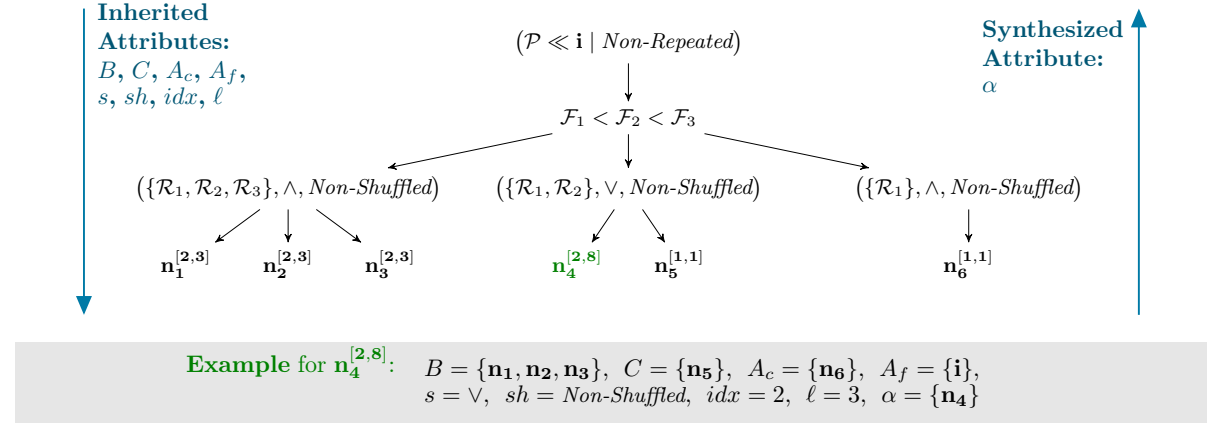 Inherited
Attributes:
B, C, A_c, A_f,
s, sh, idx, ℓ
(𝒫 ≪ i | Non-Repeated)
Synthesized
Attribute:
α
ℱ₁ < ℱ₂ < ℱ₃
({ℛ₁, ℛ₂, ℛ₃}, ∧, Non-Shuffled)
({ℛ₁, ℛ₂}, ∨, Non-Shuffled)
({ℛ₁}, ∧, Non-Shuffled)
n₁^[2,3] n₂^[2,3] n₃^[2,3] n₄^[2,8] n₅^[1,1] n₆^[1,1]
Example for n₄^[2,8]: B = {n₁, n₂, n₃}, C = {n₅}, A_c = {n₆}, A_f = {i},
s = ∨, sh = Non-Shuffled, idx = 2, ℓ = 3, α = {n₄}